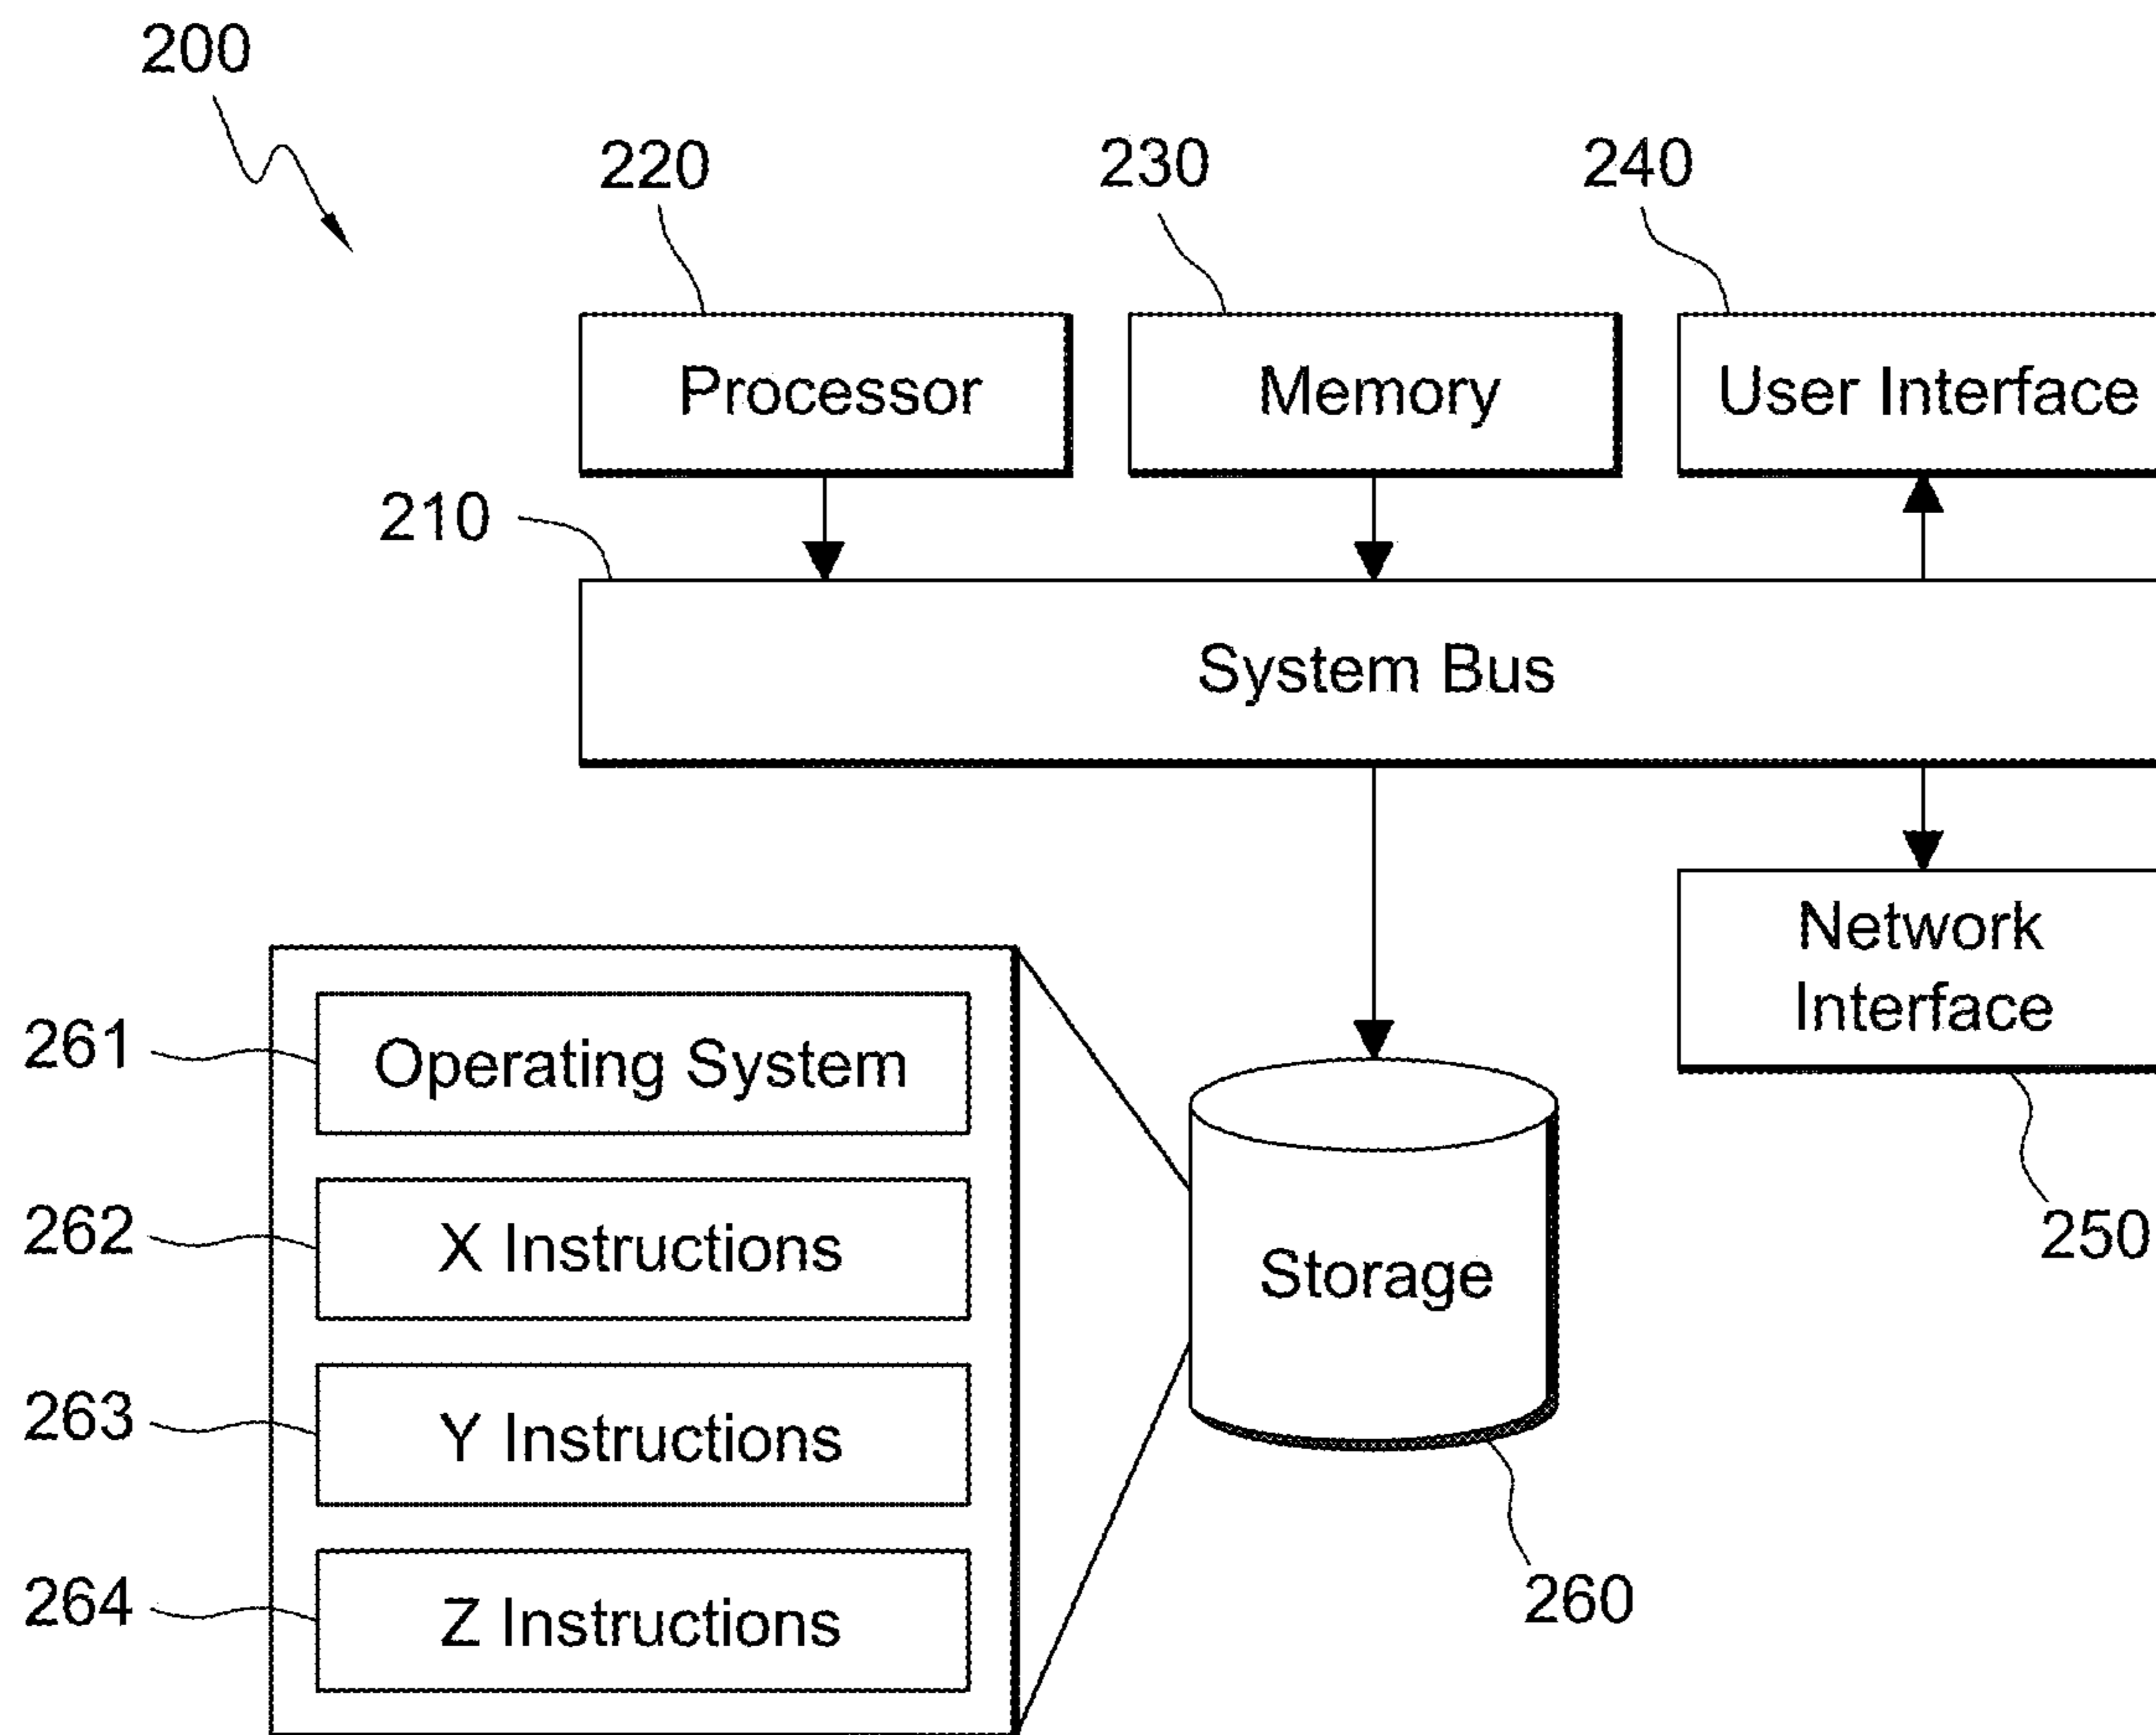 200
220
230
240
Processor
Memory
User Interface
210
System Bus
Network
Interface
261
Operating System
262
X Instructions
Storage
250
263
Y Instructions
264
Z Instructions
260